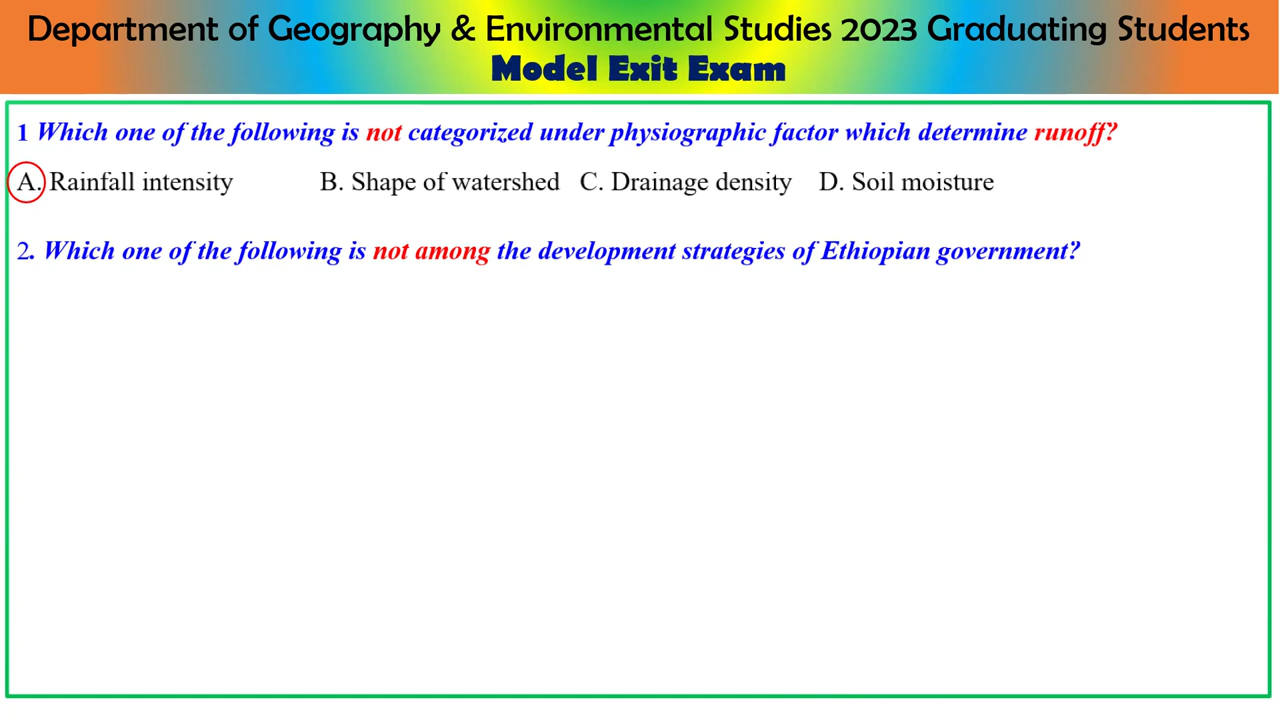 Department of Geography & Environmental Studies 2023 Graduating Students
Model Exit Exam
1 Which one of the following is not categorized under physiographic factor which determine runoff?
A. Rainfall intensity B. Shape of watershed C. Drainage density D. Soil moisture
2. Which one of the following is not among the development strategies of Ethiopian government?